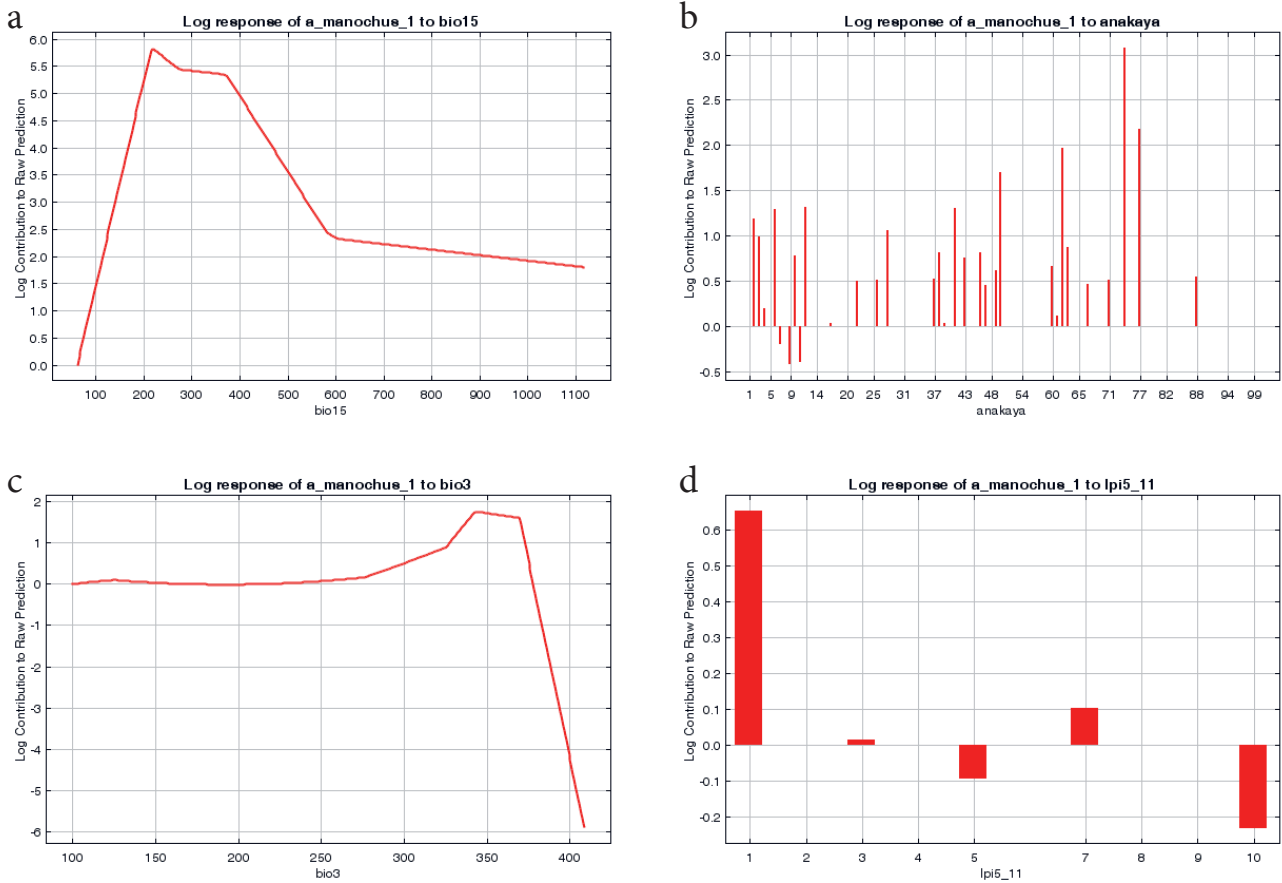 a
Log response of a_manochus_1 to bio15
Log Contribution to Raw Prediction
6.0
5.5
5.0
4.5
4.0
3.5
3.0
2.5
2.0
1.5
1.0
0.5
0.0
100 200 300 400 500 600 700 800 900 1000 1100
bio15
b
Log response of a_manochus_1 to anakaya
Log Contribution to Raw Prediction
3.0
2.5
2.0
1.5
1.0
0.5
0.0
-0.5
1 5 9 14 20 25 31 37 43 48 54 60 65 71 77 82 88 94 99
anakaya
c
Log response of a_manochus_1 to bio3
Log Contribution to Raw Prediction
2
1
0
-1
-2
-3
-4
-5
-6
100 150 200 250 300 350 400
bio3
d
Log response of a_manochus_1 to lpi5_11
Log Contribution to Raw Prediction
0.6
0.5
0.4
0.3
0.2
0.1
0.0
-0.1
-0.2
1 2 3 4 5 7 8 9 10
lpi5_11